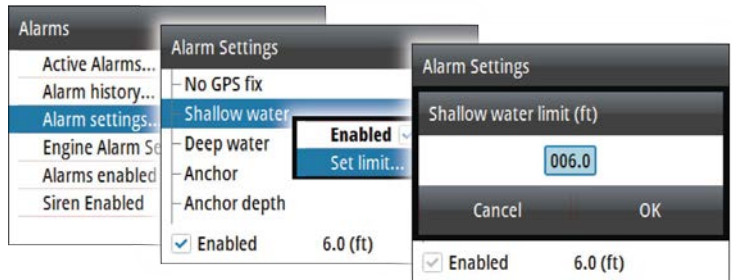 Alarms
Active Alarms...
Alarm history...
Alarm settings...
Engine Alarm Se
Alarms enabled
Siren Enabled
Alarm Settings
No GPS fix
Shallow water
Deep water
Anchor
Anchor depth
Enabled 6.0 (ft)
Enabled
Set limit...
Alarm Settings
Shallow water limit (ft)
006.0
Cancel OK
Enabled 6.0 (ft)